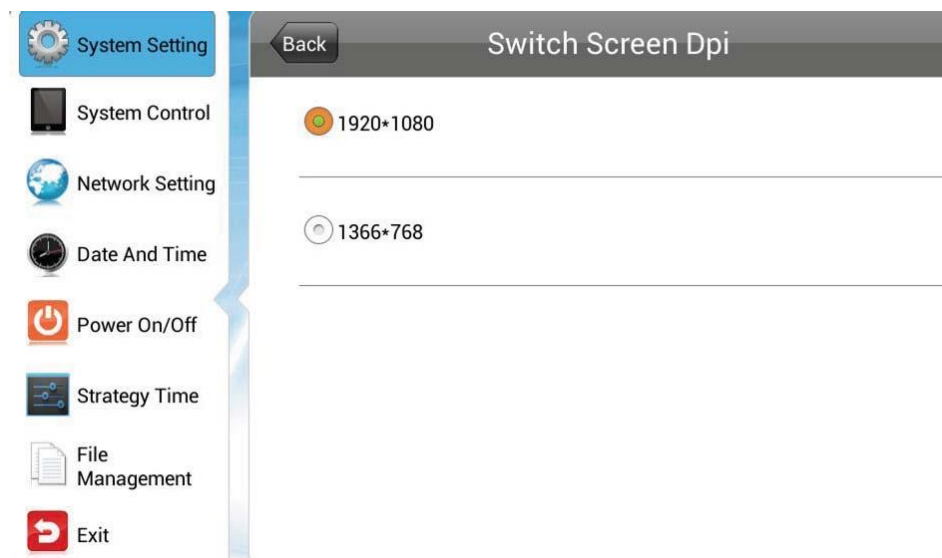 System Setting
System Control
Network Setting
Date And Time
Power On/Off
Strategy Time
File
Management
Exit
Back
Switch Screen Dpi
1920*1080
1366*768